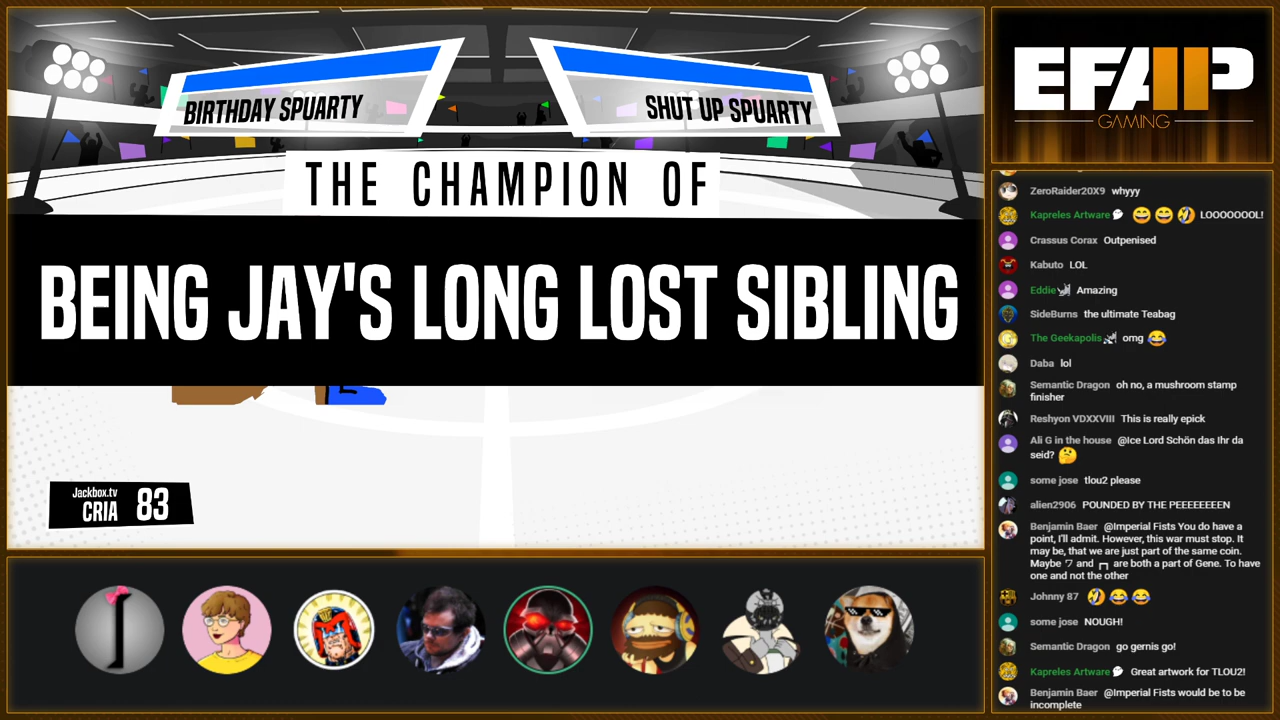 BIRTHDAY SPUARTY
SHUT UP SPUARTY
THE CHAMPION OF
BEING JAY'S LONG LOST SIBLING
Jackbox.tv
CRIA 83
EFAP
GAMING
ZeroRaider20X9 whyyy
Kapreles Artware 😄 😄 🤣 LOOOOOOOL!
Crassus Corax Outpenised
Kabuto LOL
Eddie Amazing
SideBurns the ultimate Teabag
The Geekapolis omg 😂
Daba lol
Semantic Dragon oh no, a mushroom stamp
finisher
Reshyon VDXXVIII This is really epick
Ali G in the house @Ice Lord Schön das Ihr da
seid? 🤔
some jose tlou2 please
alien2906 POUNDED BY THE PEEEEEEEEN
Benjamin Baer @Imperial Fists You do have a
point, I'll admit. However, this war must stop. It
may be, that we are just part of the same coin.
Maybe ワ and are both a part of Gene. To have
one and not the other
Johnny 87 🤣 😂 😂
some jose NOUGH!
Semantic Dragon go gernis go!
Kapreles Artware Great artwork for TLOU2!
Benjamin Baer @Imperial Fists would be to be
incomplete